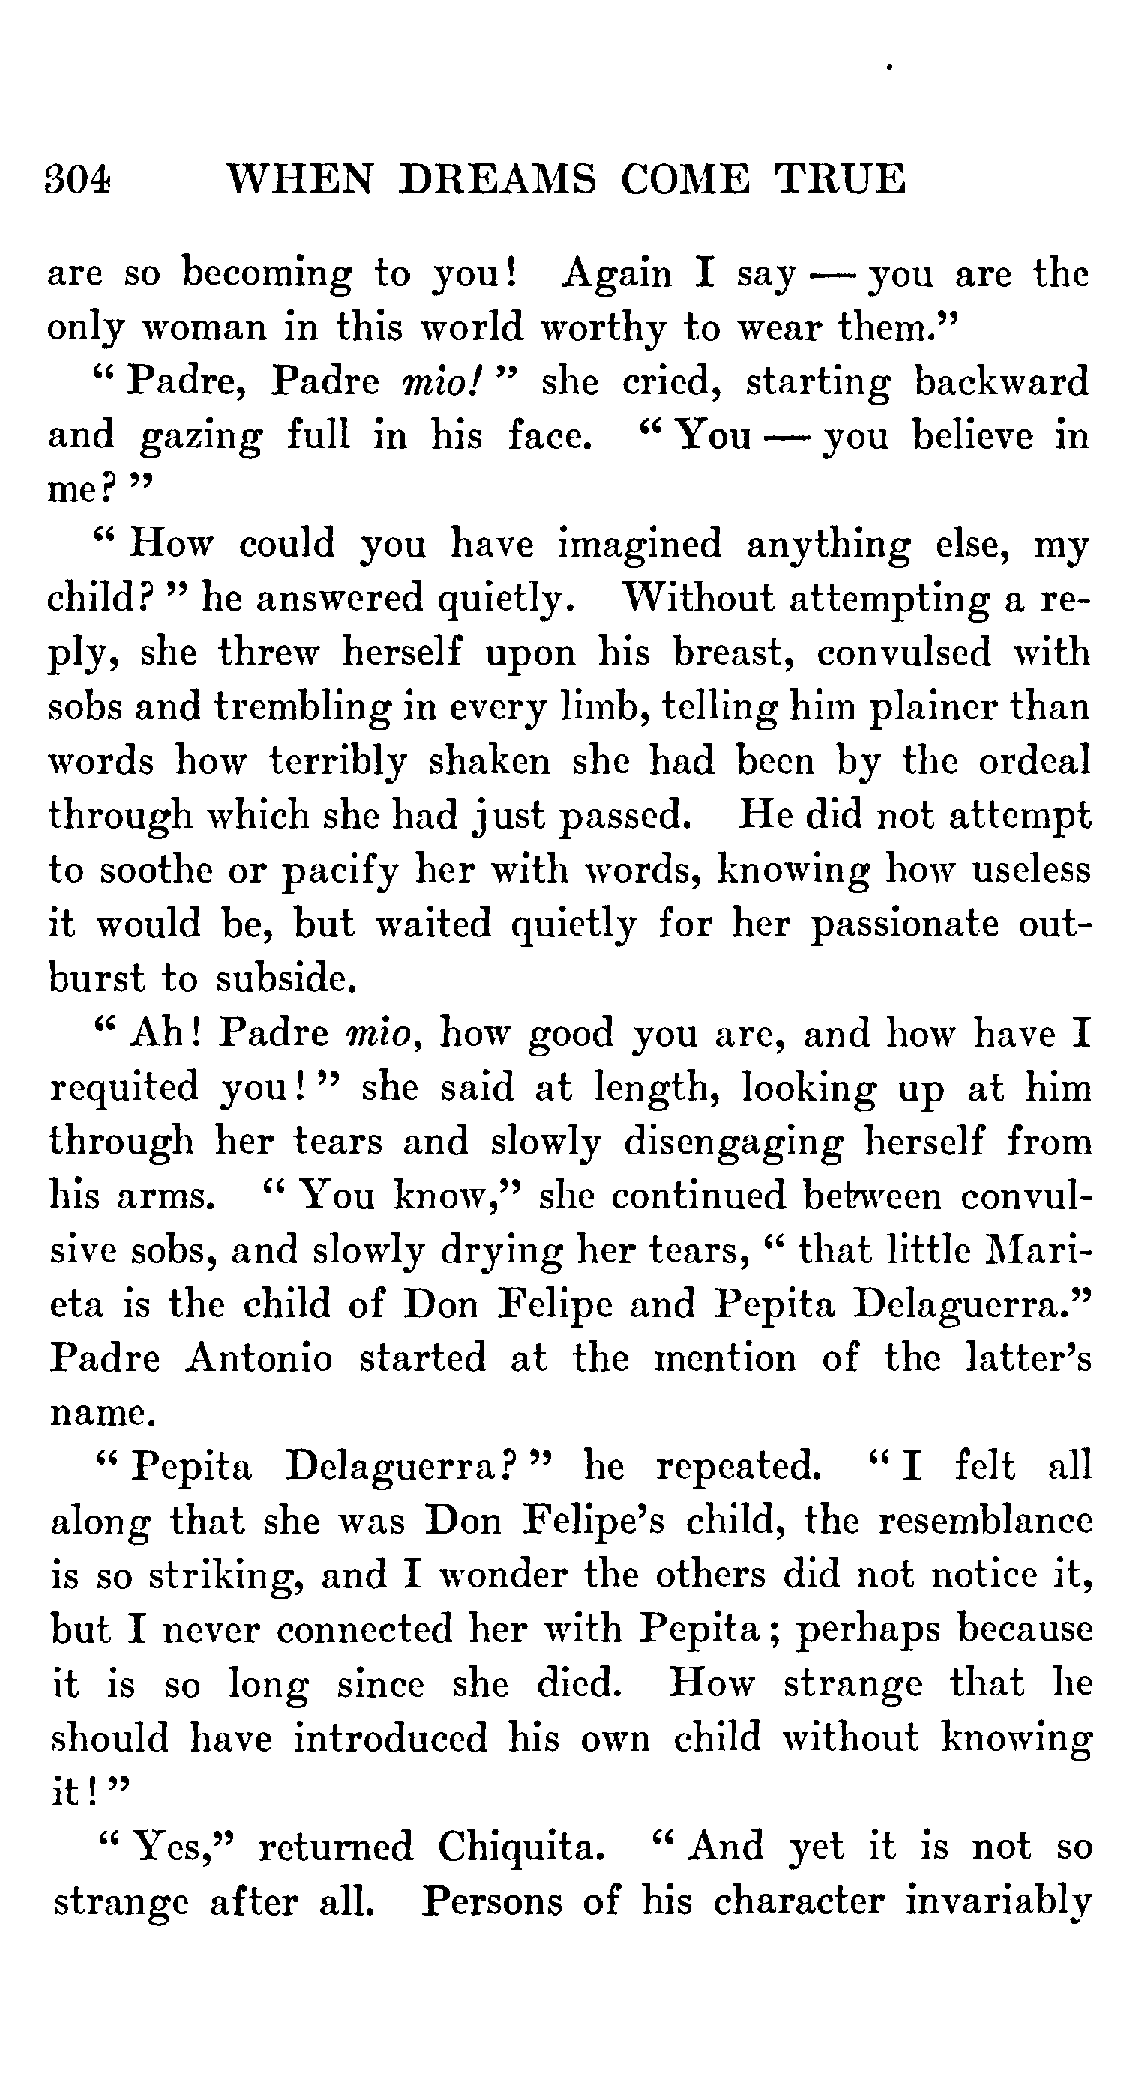 304 WHEN DREAMS COME TRUE
are so becoming to you! Again I say — you are the
only woman in this world worthy to wear them.”
“ Padre, Padre mio! ” she cried, starting backward
and gazing full in his face. “ You — you believe in
me? ”
“ How could you have imagined anything else, my
child? ” he answered quietly. Without attempting a re-
ply, she threw herself upon his breast, convulsed with
sobs and trembling in every limb, telling him plainer than
words how terribly shaken she had been by the ordeal
through which she had just passed. He did not attempt
to soothe or pacify her with words, knowing how useless
it would be, but waited quietly for her passionate out-
burst to subside.
“ Ah! Padre mio, how good you are, and how have I
requited you! ” she said at length, looking up at him
through her tears and slowly disengaging herself from
his arms. “ You know,” she continued between convul-
sive sobs, and slowly drying her tears, “ that little Mari-
eta is the child of Don Felipe and Pepita Delaguerra.”
Padre Antonio started at the mention of the latter’s
name.
“ Pepita Delaguerra? ” he repeated. “ I felt all
along that she was Don Felipe’s child, the resemblance
is so striking, and I wonder the others did not notice it,
but I never connected her with Pepita; perhaps because
it is so long since she died. How strange that he
should have introduced his own child without knowing
it! ”
“ Yes,” returned Chiquita. “ And yet it is not so
strange after all. Persons of his character invariably